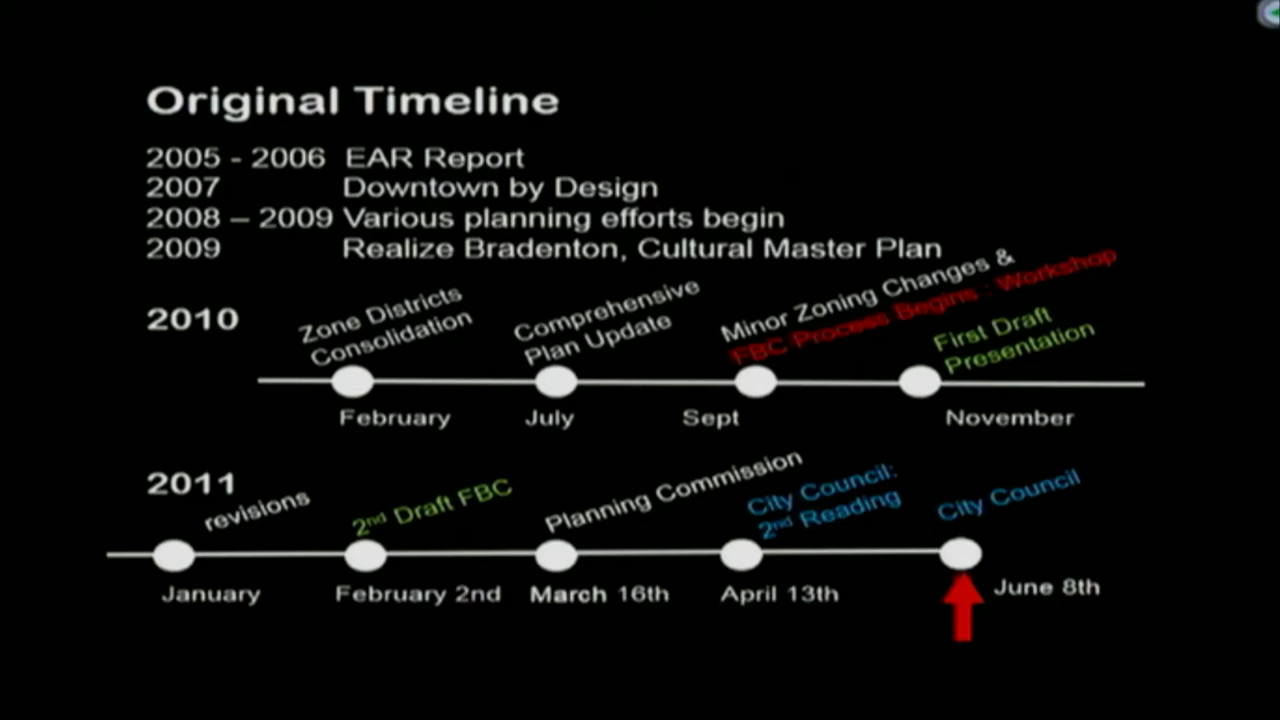 Original Timeline
2005 - 2006 EAR Report
2007 Downtown by Design
2008 – 2009 Various planning efforts begin
2009 Realize Bradenton, Cultural Master Plan
2010
Zone Districts
Consolidation
Comprehensive
Plan Update
Minor Zoning Changes &
FBC Process Begins : Workshop
First Draft
Presentation
February
July
Sept
November
2011
revisions
2nd Draft FBC
Planning Commission
City Council:
2nd Reading
City Council
January
February 2nd
March 16th
April 13th
June 8th